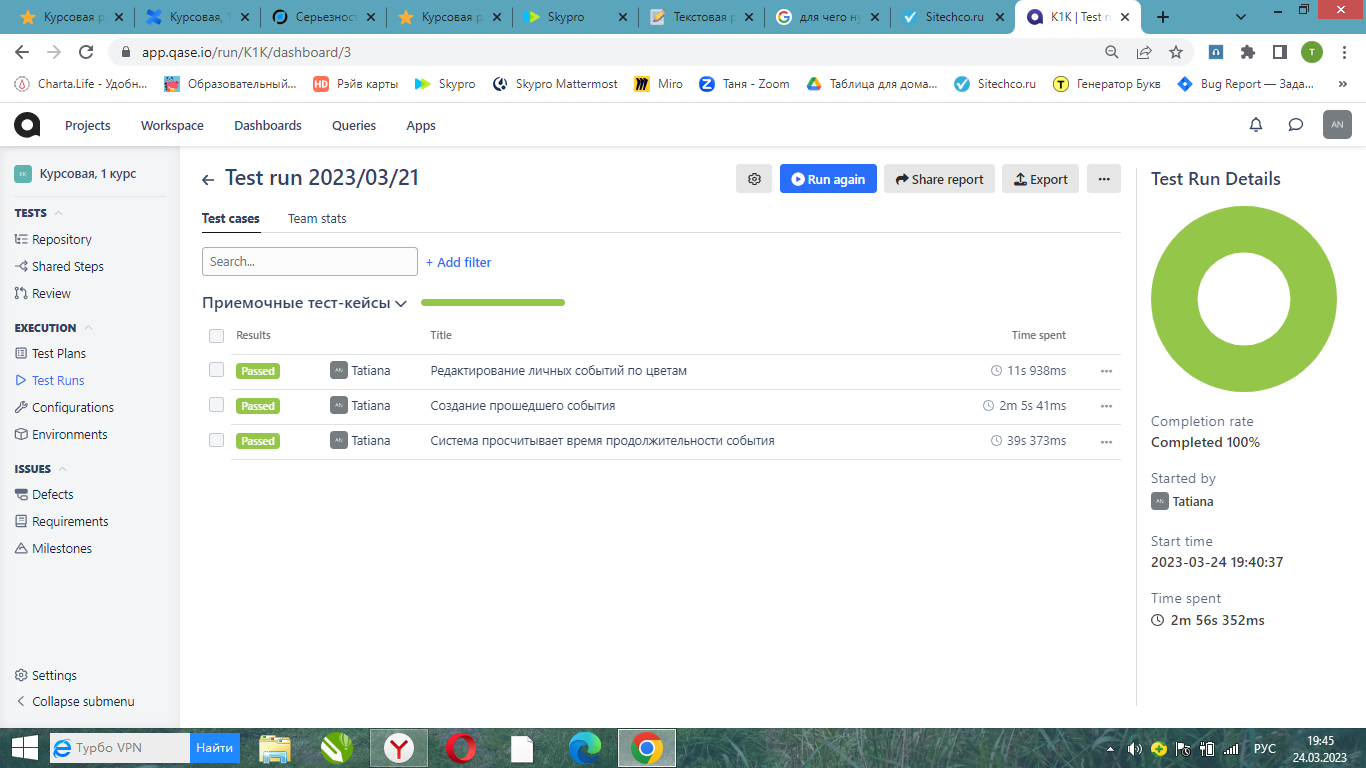 Курсовая р
Курсовая, Т
Серьезност
Курсовая р
Skypro
Текстовая р
для чего н
Sitechco.ru
K1K | Test ru
app.qase.io/run/K1K/dashboard/3
T
Charta.Life - Удобн...
Образовательный...
HD Рэйв карты
Skypro
Skypro Mattermost
Miro
Таня - Zoom
Таблица для дома...
Sitechco.ru
Генератор Букв
Bug Report — Зада...
»
Projects
Workspace
Dashboards
Queries
Apps
AN
КК Курсовая, 1 курс
TESTS
Repository
Shared Steps
Review
EXECUTION
Test Plans
Test Runs
Configurations
Environments
ISSUES
Defects
Requirements
Milestones
Settings
Collapse submenu
Test run 2023/03/21
Run again
Share report
Export
Test cases
Team stats
Search...
+ Add filter
Приемочные тест-кейсы
Results Title Time spent
Passed AN Tatiana Редактирование личных событий по цветам 11s 938ms
Passed AN Tatiana Создание прошедшего события 2m 5s 41ms
Passed AN Tatiana Система просчитывает время продолжительности события 39s 373ms
Test Run Details
Completion rate
Completed 100%
Started by
AN Tatiana
Start time
2023-03-24 19:40:37
Time spent
2m 56s 352ms
Турбо VPN
Найти
РУС
19:45
24.03.2023